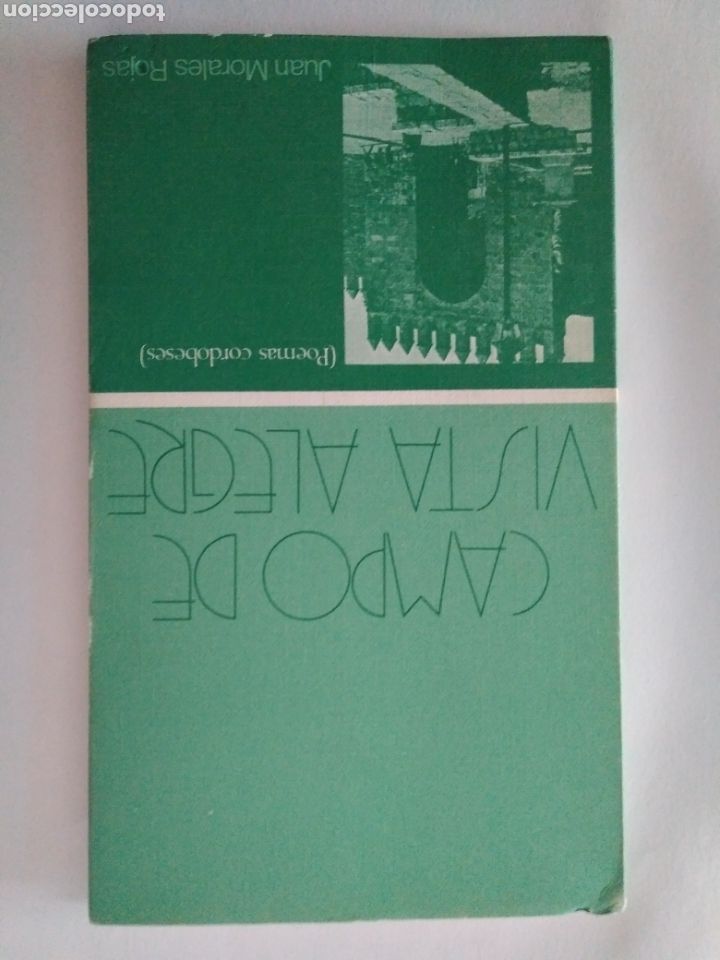 CAMPO DE
VISTA ALEGRE
(Poemas cordobeses)
Juan Morales Rojas
todocoleccion